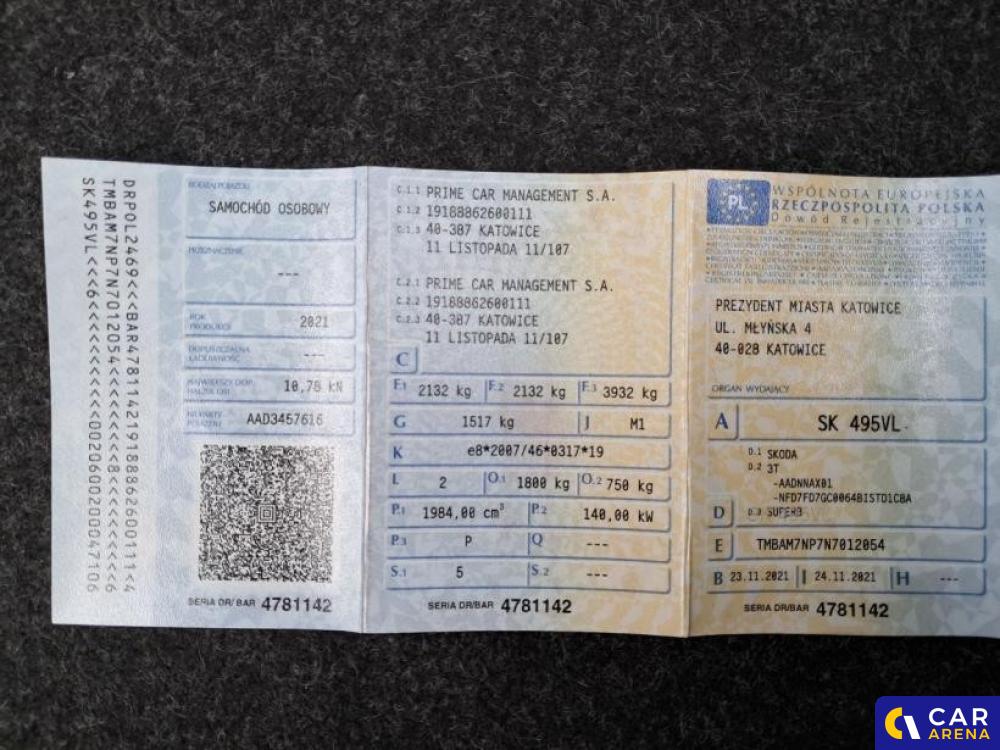 DRPOL2469<<<BAR47811421918886260011​1<4
TMBAM7NP7N7012054<<<<<<<<8<<<<<<<<6
SK495VL<<<6<<<<<<<<<<002060020047106
RODZAJ POJAZDU
SAMOCHÓD OSOBOWY
PRZEZNACZENIE
---
ROK
PRODUKCJI
2021
DOPUSZCZALNA
ŁADOWNOŚĆ
---
NAJWIĘKSZY DOP.
NACISK OSI
10,78 kN
NR KARTY
POJAZDU
AAD3457616
SERIA DR/BAR 4781142
C.1.1 PRIME CAR MANAGEMENT S.A.
C.1.2 19188862600111
C.1.3 40-387 KATOWICE
11 LISTOPADA 11/107
C.2.1 PRIME CAR MANAGEMENT S.A.
C.2.2 19188862600111
C.2.3 40-387 KATOWICE
11 LISTOPADA 11/107
C
F.1 2132 kg F.2 2132 kg F.3 3932 kg
G 1517 kg J M1
K e8*2007/46*0317*19
L 2 O.1 1800 kg O.2 750 kg
P.1 1984,00 cm³ P.2 140,00 kW
P.3 P Q ---
S.1 5 S.2 ---
SERIA DR/BAR 4781142
PL
WSPÓLNOTA EUROPEJSKA
RZECZPOSPOLITA POLSKA
Dowód Rejestracyjny
PREZYDENT MIASTA KATOWICE
UL. MŁYŃSKA 4
40-028 KATOWICE
ORGAN WYDAJĄCY
A SK 495VL
D.1 SKODA
D.2 3T
-AADNNAX01
-NFD7FD7GC0064BISTD1CBA
D D.3 SUPERB
E TMBAM7NP7N7012054
B 23.11.2021 I 24.11.2021 H ---
SERIA DR/BAR 4781142
CAR
ARENA